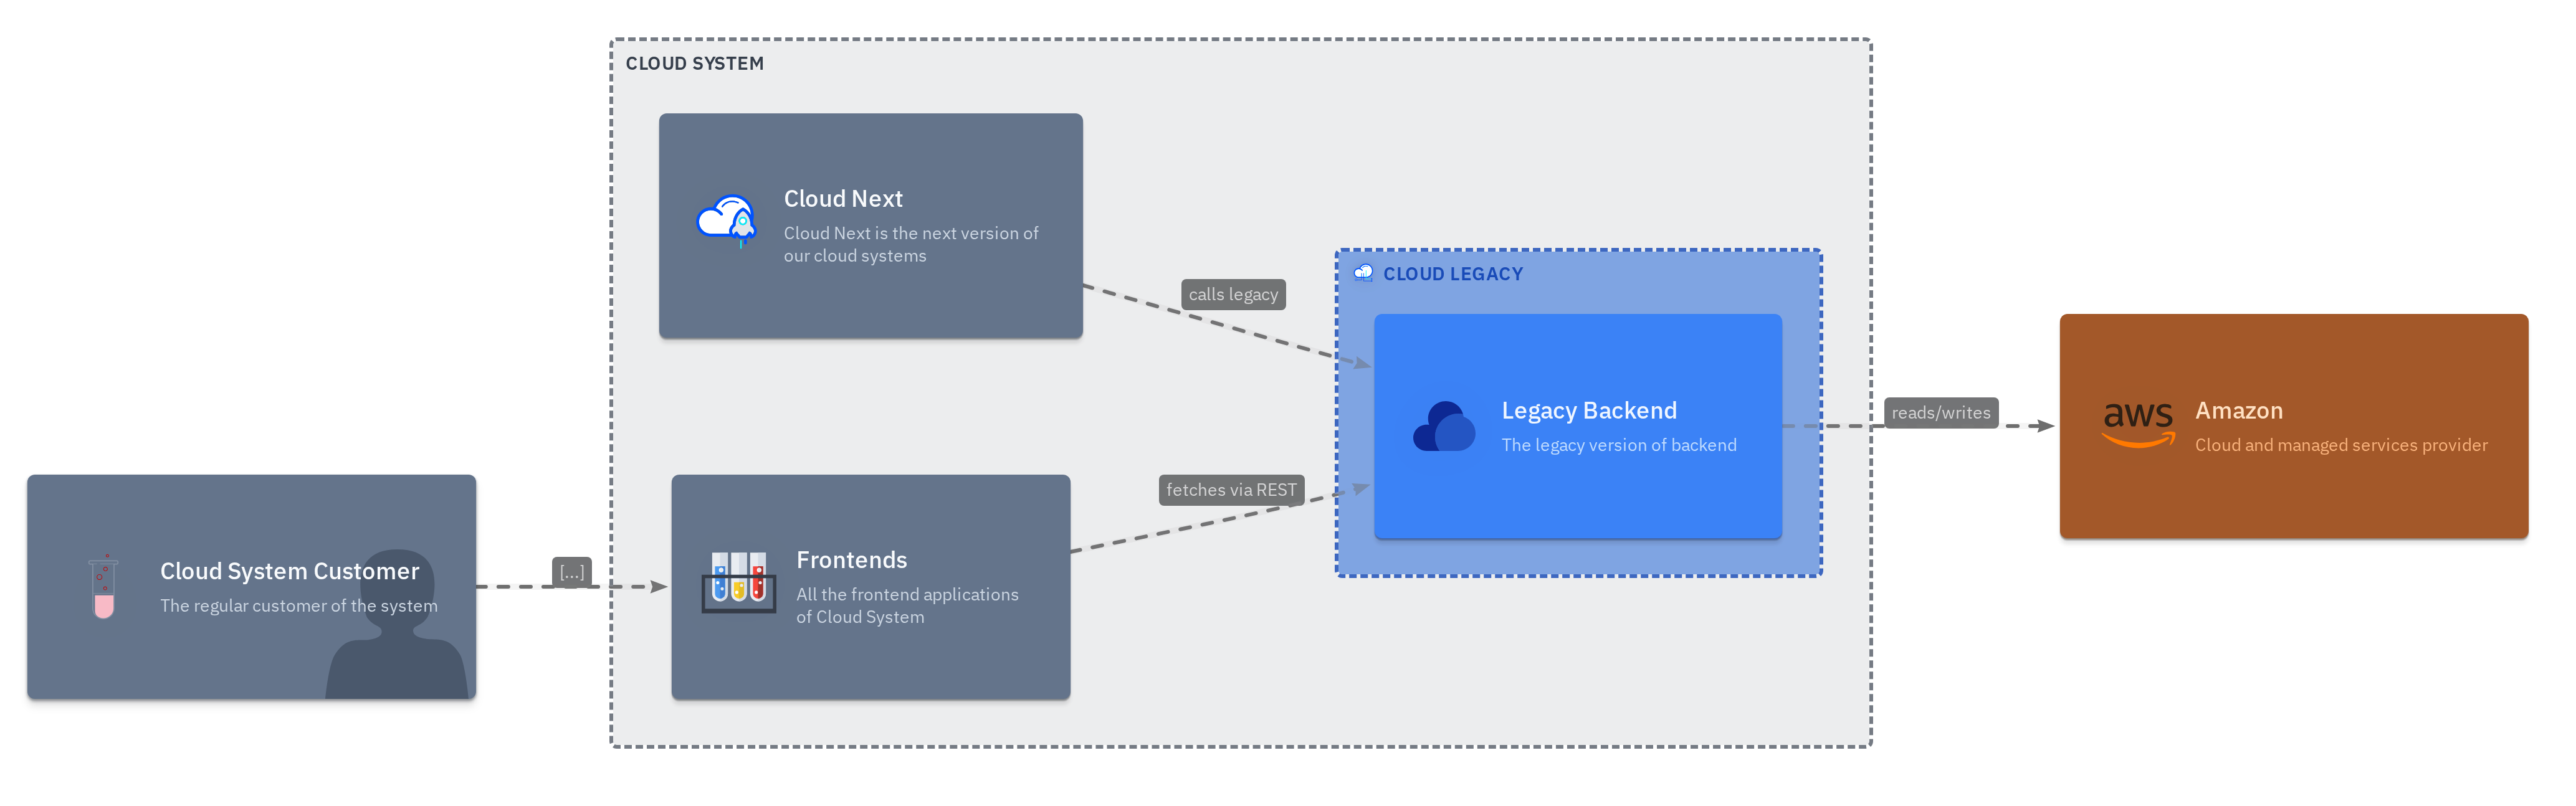 CLOUD SYSTEM
Cloud Next
Cloud Next is the next version of
our cloud systems
calls legacy
CLOUD LEGACY
Legacy Backend
The legacy version of backend
reads/writes
aws
Amazon
Cloud and managed services provider
fetches via REST
Cloud System Customer
The regular customer of the system
[...]
Frontends
All the frontend applications
of Cloud System